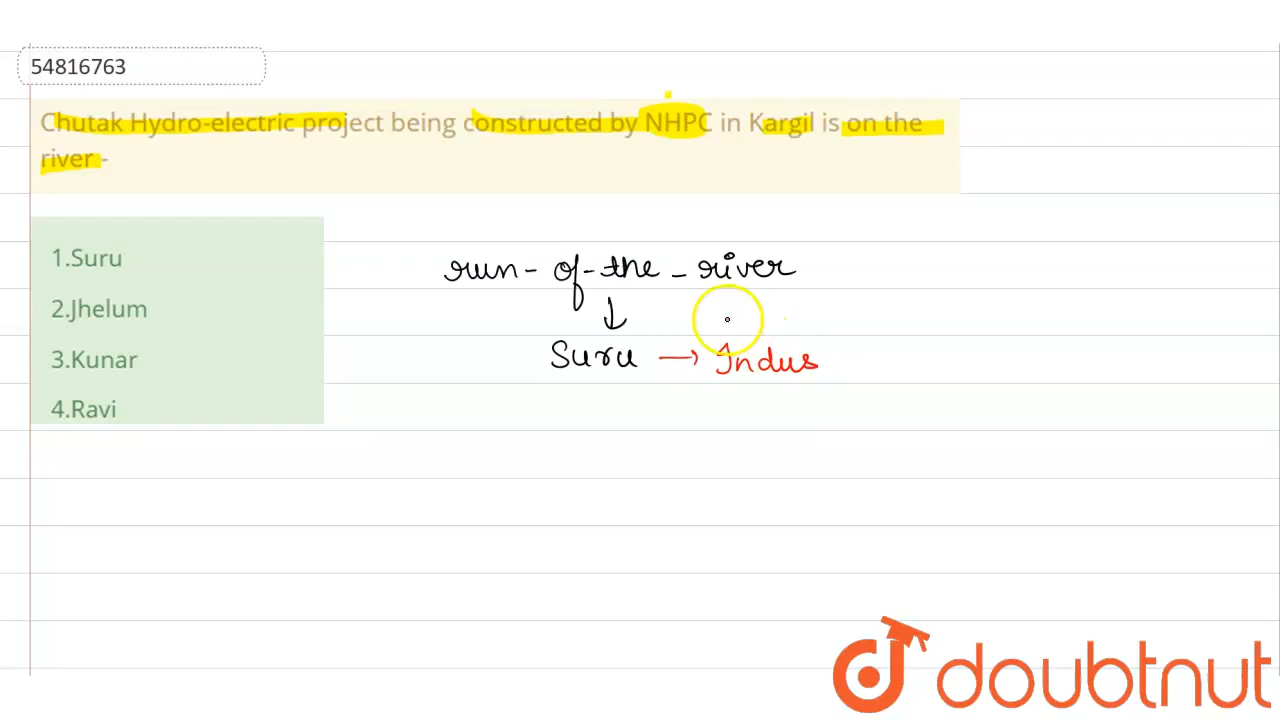 54816763
Chutak Hydro-electric project being constructed by NHPC in Kargil is on the
river -
1.Suru
2.Jhelum
3.Kunar
4.Ravi
run-of-the-river
↓
Suru → Indus
doubtnut